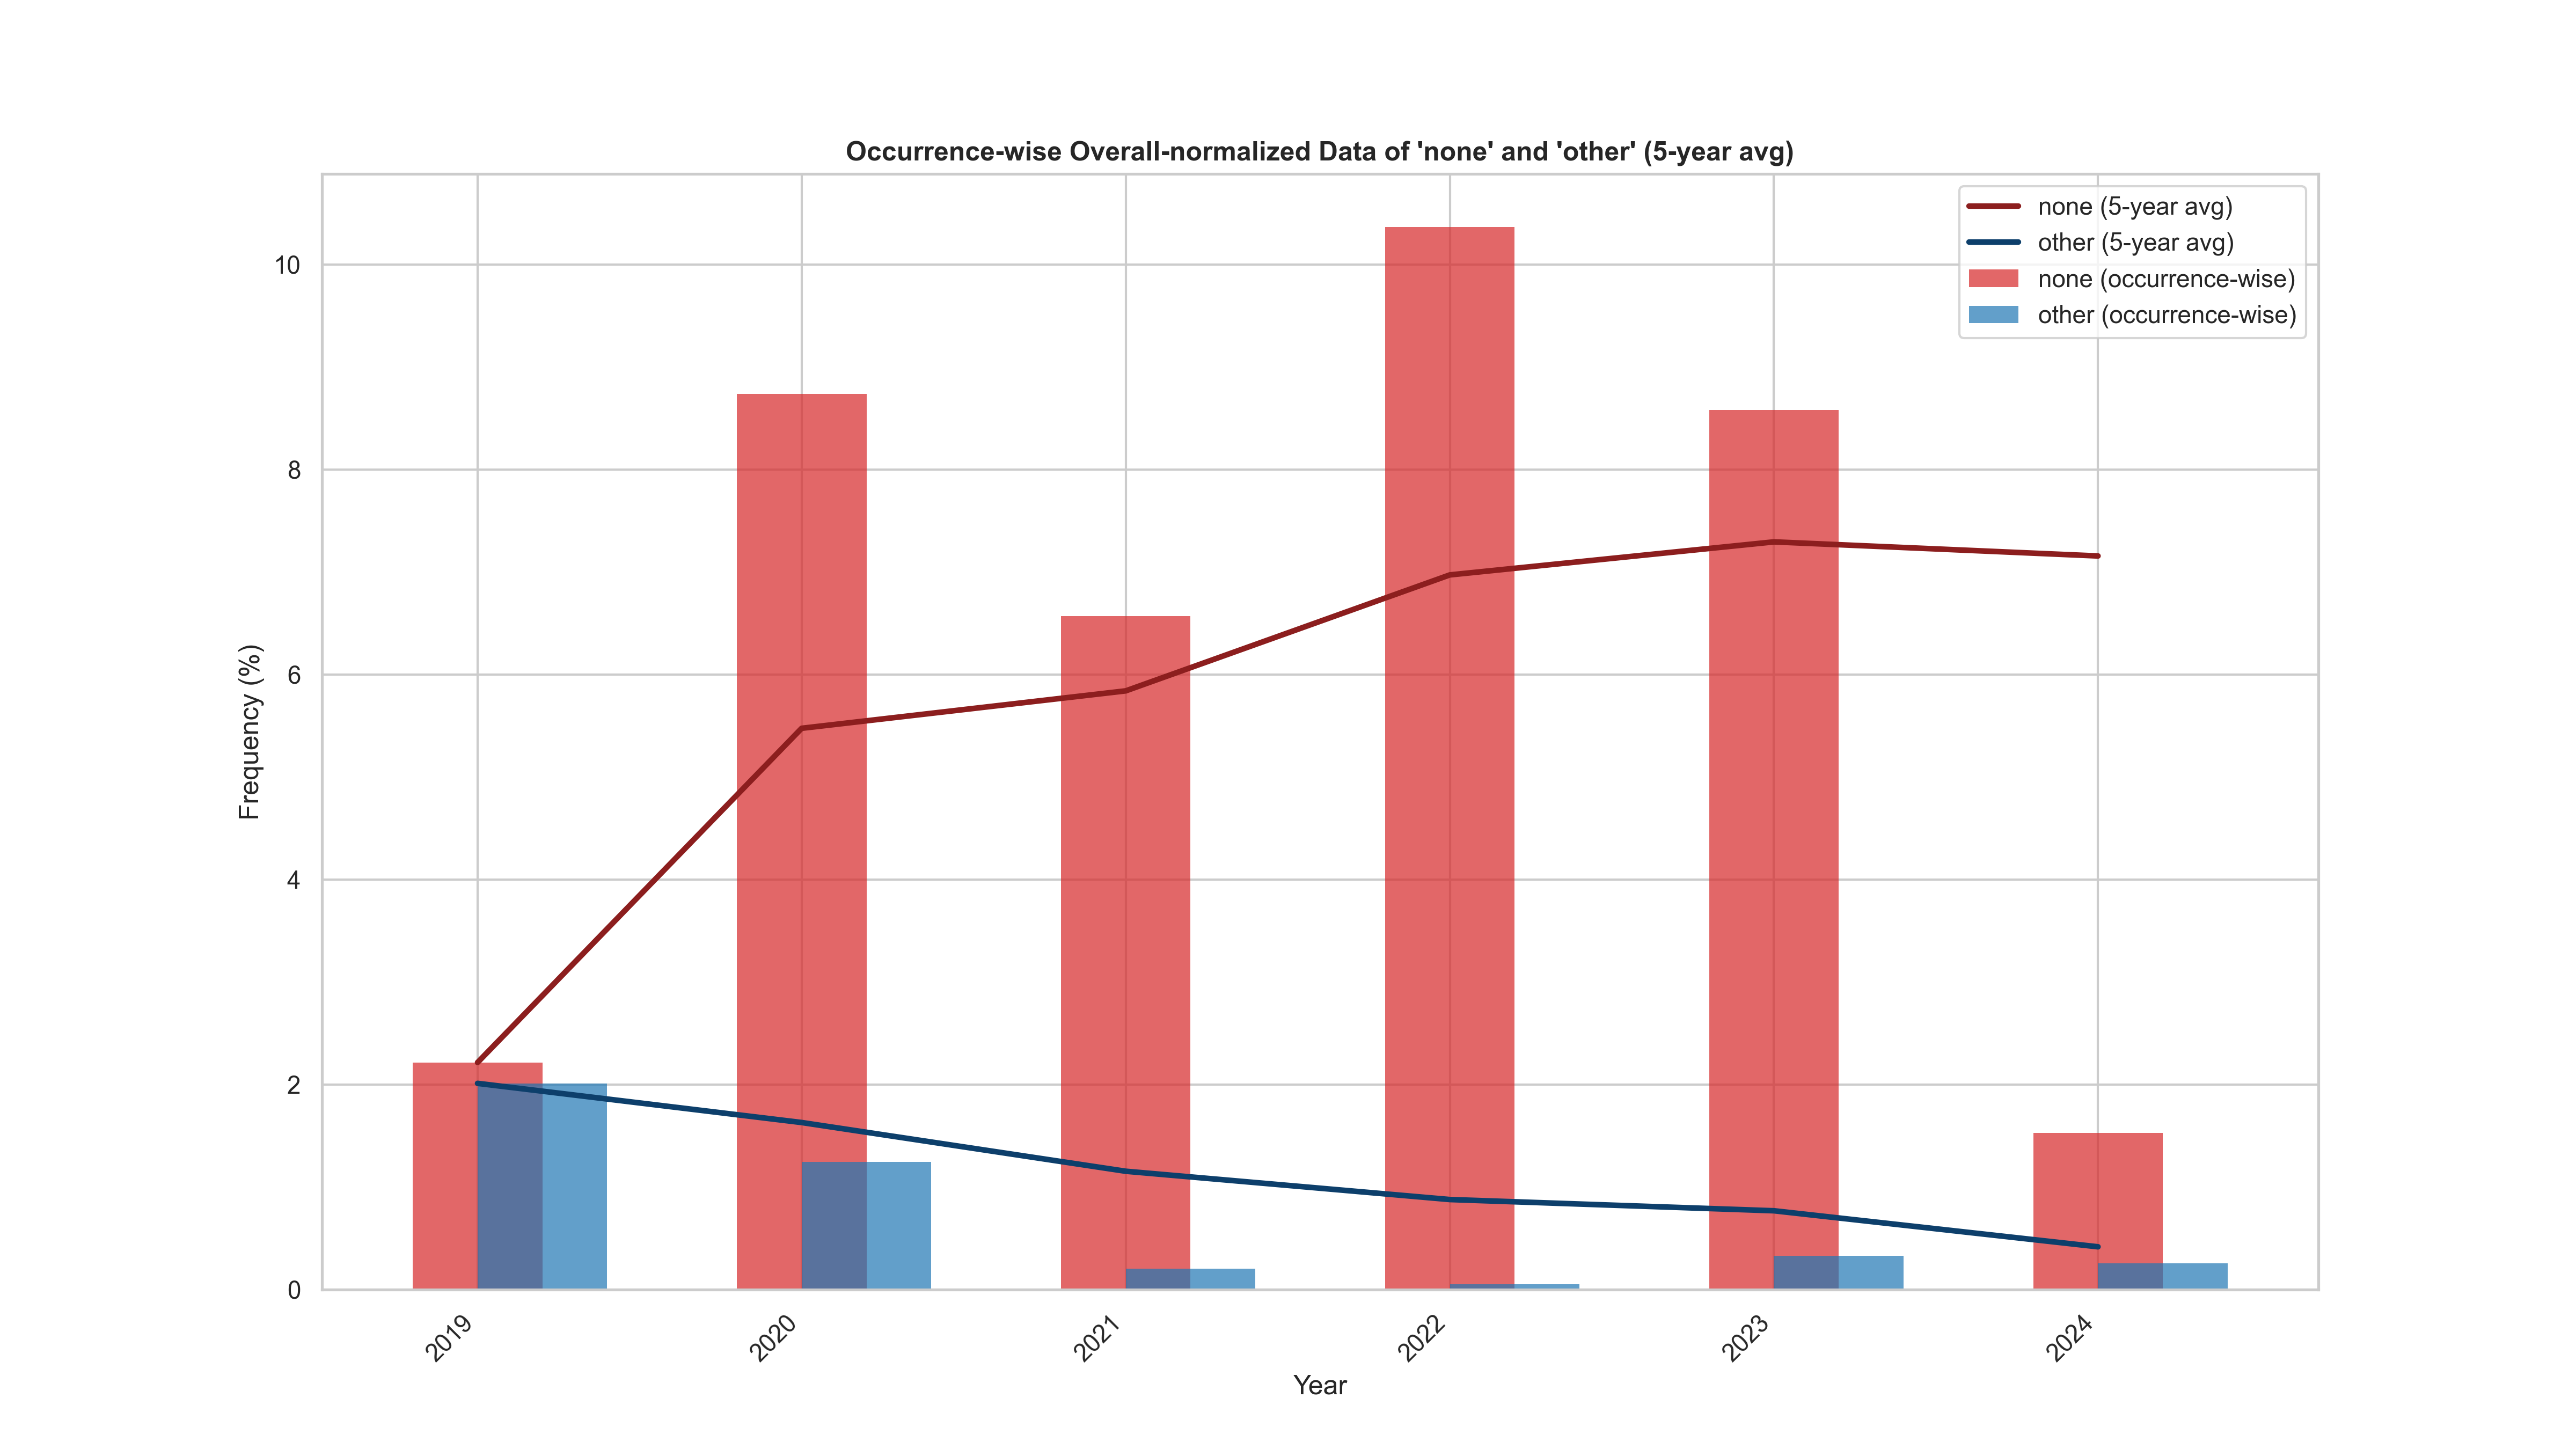 Occurrence-wise Overall-normalized Data of 'none' and 'other' (5-year avg)
none (5-year avg)
other (5-year avg)
none (occurrence-wise)
other (occurrence-wise)
Frequency (%)
10
8
6
4
2
0
2019
2020
2021
2022
2023
2024
Year